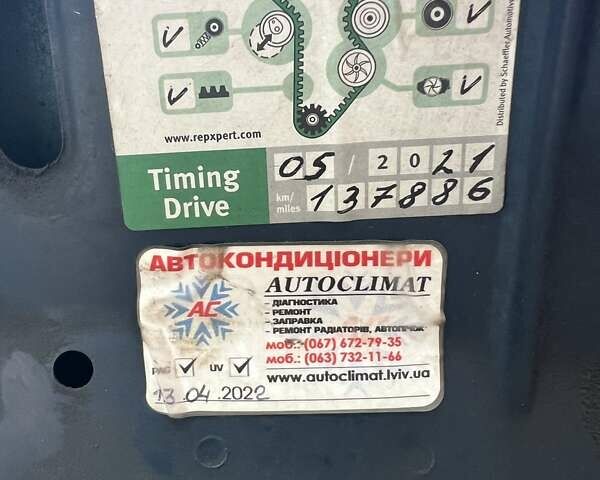 www.repxpert.com
Distributed by Schaeffler Automotive
Timing Drive
05 / 2021
km/miles 137886
АВТОКОНДИЦІОНЕРИ
AC
AUTOCLIMAT
- ДІАГНОСТИКА
- РЕМОНТ
- ЗАПРАВКА
- РЕМОНТ РАДІАТОРІВ, АВТОПІЧОК
моб.:(067) 672-79-35
моб.: (063) 732-11-66
PAG UV
www.autoclimat.lviv.ua
13.04.2022